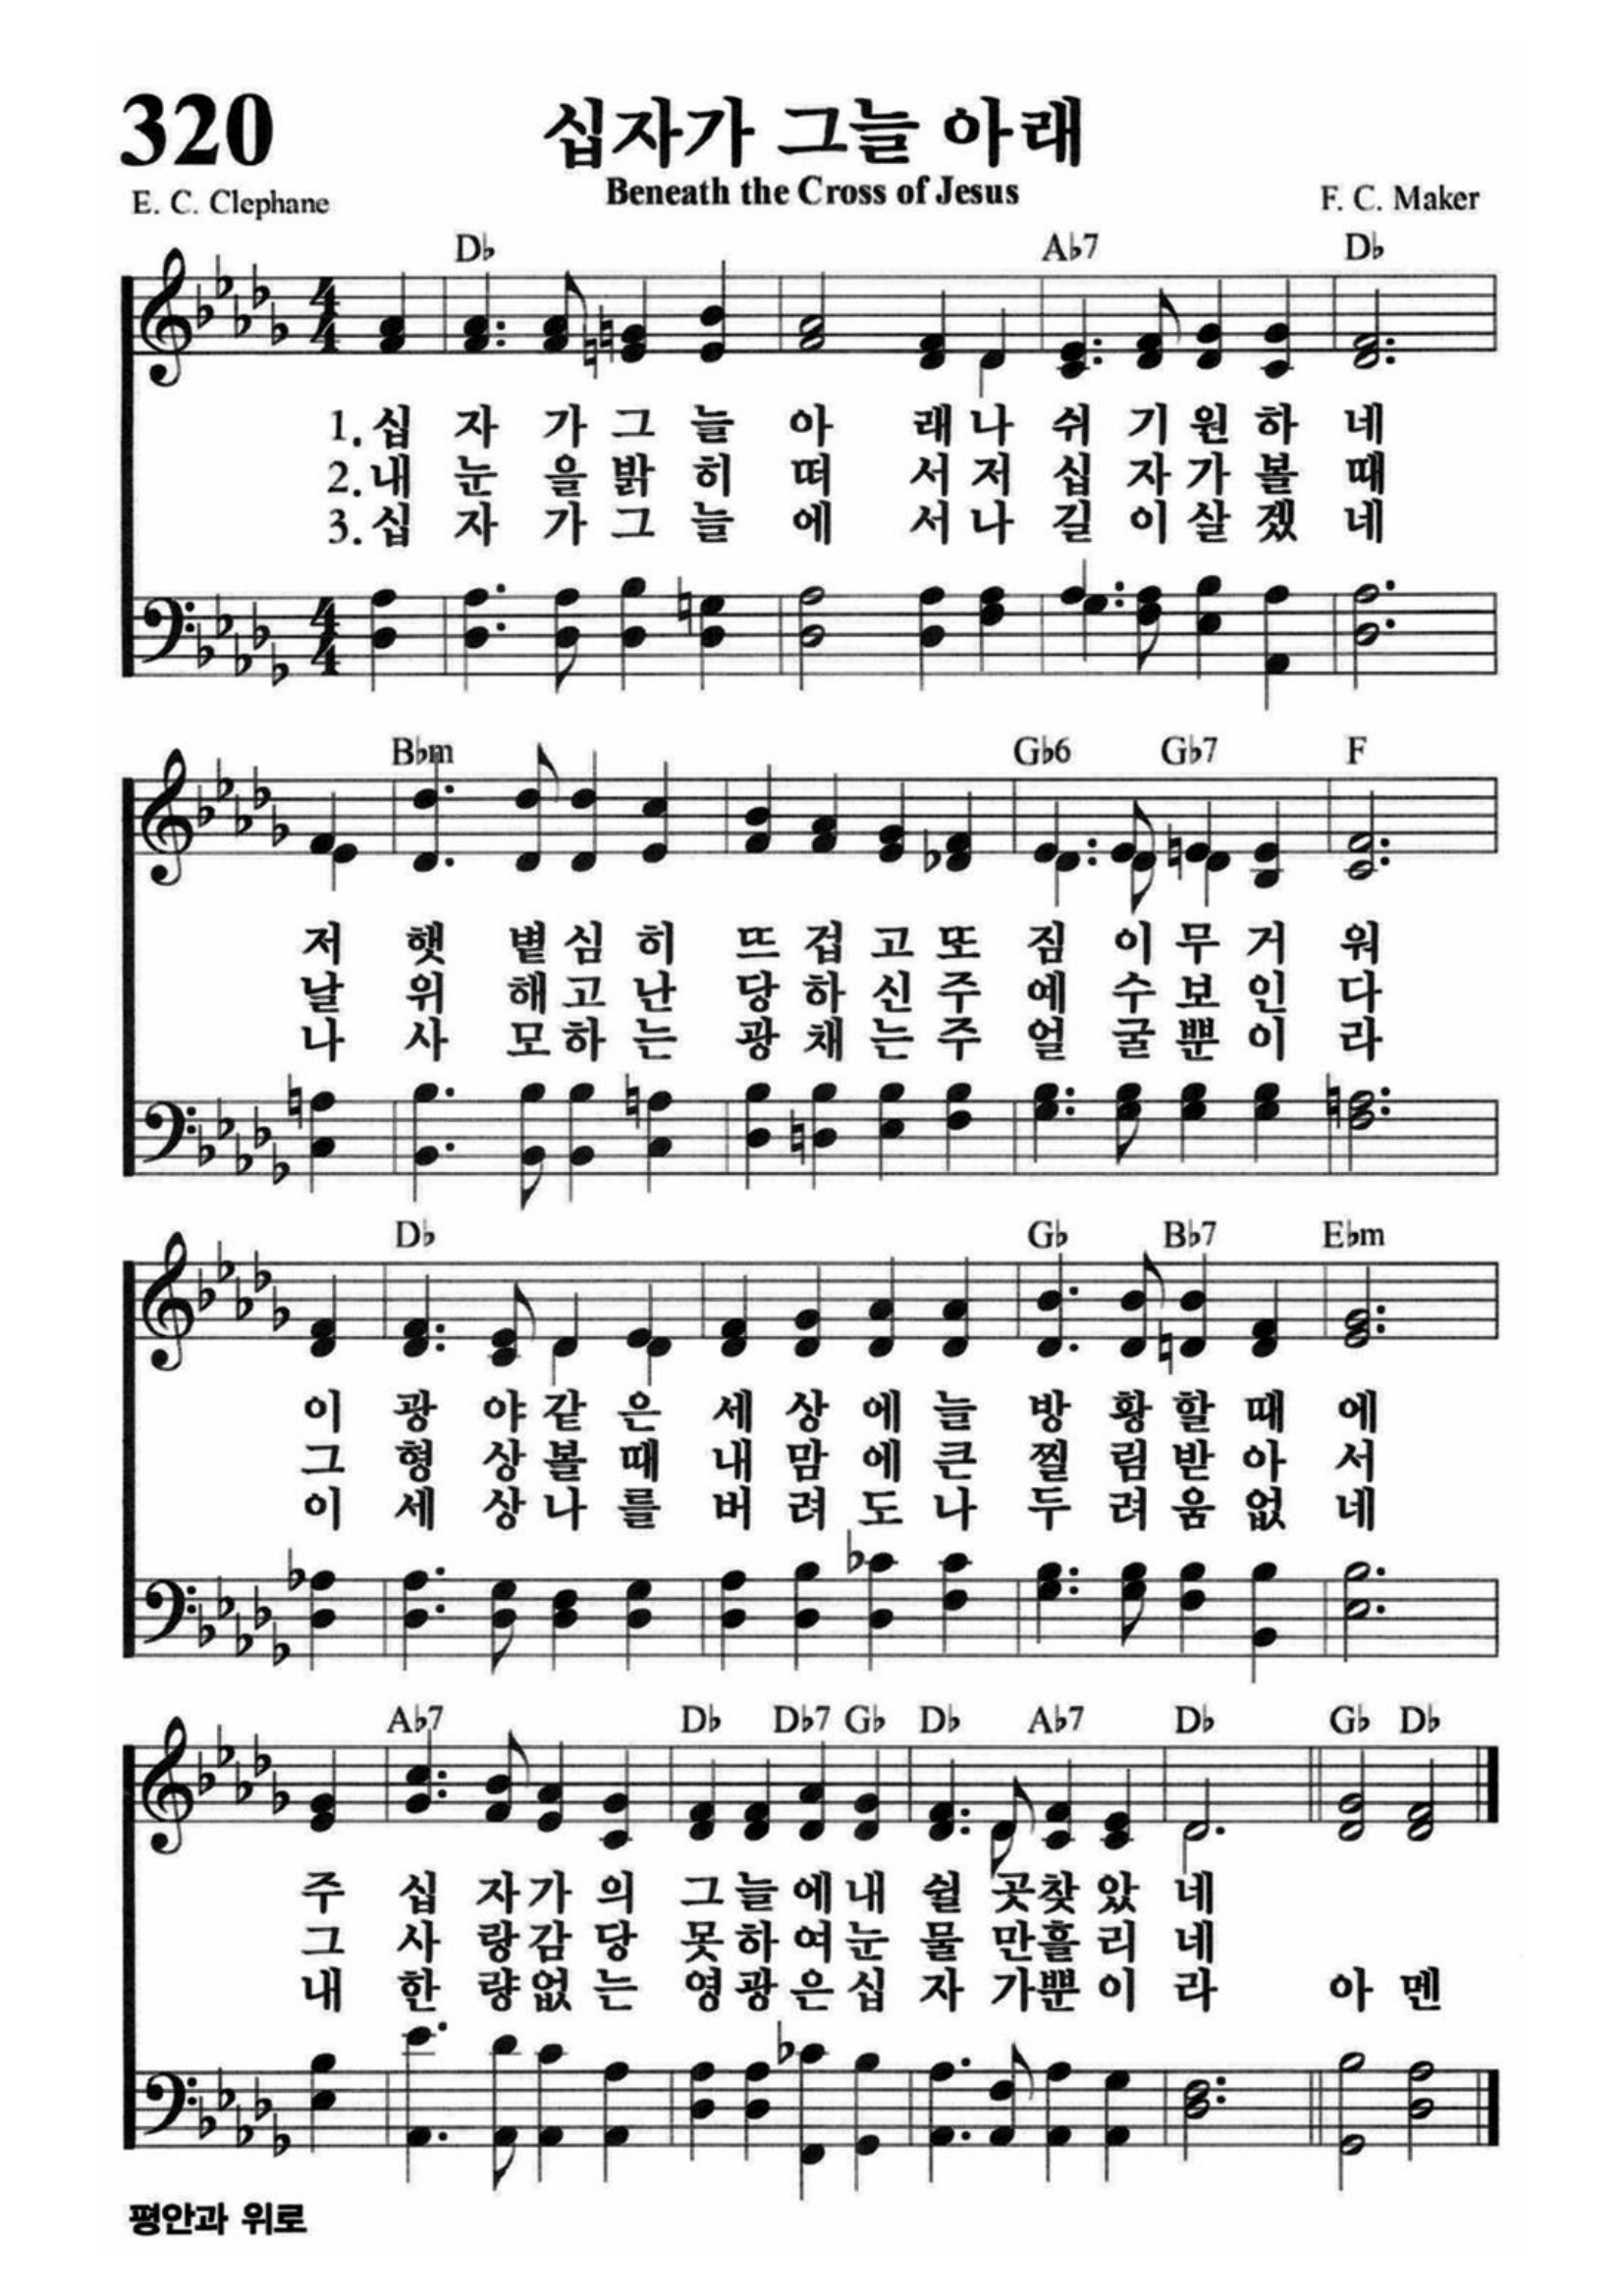 320
십자가 그늘 아래
Beneath the Cross of Jesus
E. C. Clephane
F. C. Maker
D♭ A♭7 D♭
1. 십 자 가 그 늘 아 래 나 쉬 기 원 하 네
2. 내 눈 을 밝 히 떠 서 저 십 자 가 볼 때
3. 십 자 가 그 늘 에 서 나 길 이 살 겠 네
B♭m G♭6 G♭7 F
저 햇 볕 심 히 뜨 겁 고 또 짐 이 무 거 워
날 위 해 고 난 당 하 신 주 예 수 보 인 다
나 사 모 하 는 광 채 는 주 얼 굴 뿐 이 라
D♭ G♭ B♭7 E♭m
이 광 야 같 은 세 상 에 늘 방 황 할 때 에
그 형 상 볼 때 내 맘 에 큰 찔 림 받 아 서
이 세 상 나 를 버 려 도 나 두 려 움 없 네
A♭7 D♭ D♭7 G♭ D♭ A♭7 D♭ G♭ D♭
주 십 자 가 의 그 늘 에 내 쉴 곳 찾 았 네
그 사 랑 감 당 못 하 여 눈 물 만 흘 리 네
내 한 량 없 는 영 광 은 십 자 가 뿐 이 라 아 멘
평안과 위로